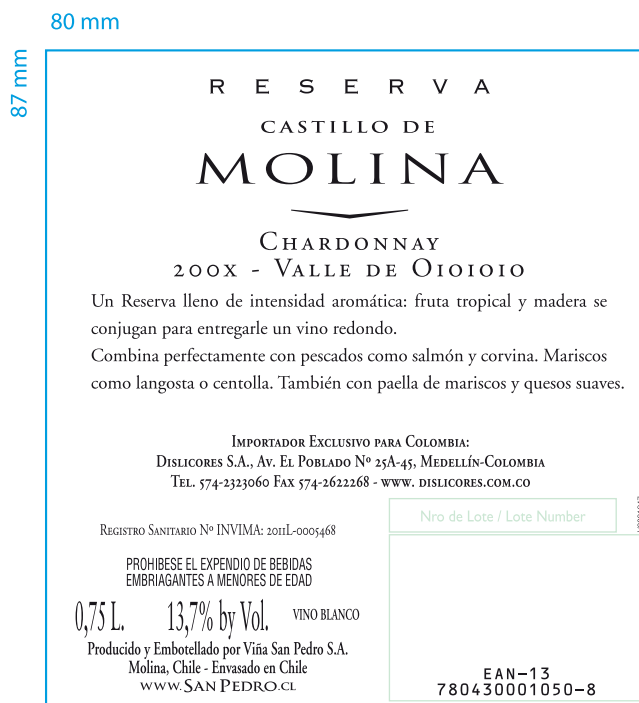 80 mm
87 mm
RESERVA
CASTILLO DE
MOLINA
CHARDONNAY
200X - VALLE DE OIOIOIO
Un Reserva lleno de intensidad aromática: fruta tropical y madera se
conjugan para entregarle un vino redondo.
Combina perfectamente con pescados como salmón y corvina. Mariscos
como langosta o centolla. También con paella de mariscos y quesos suaves.
IMPORTADOR EXCLUSIVO PARA COLOMBIA:
DISLICORES S.A., AV. EL POBLADO Nº 25A-45, MEDELLÍN-COLOMBIA
TEL. 574-2323060 FAX 574-2622268 - WWW. DISLICORES.COM.CO
Nro de Lote / Lote Number
REGISTRO SANITARIO Nº INVIMA: 2011L-0005468
PROHIBESE EL EXPENDIO DE BEBIDAS
EMBRIAGANTES A MENORES DE EDAD
0,75 L. 13,7% by Vol. VINO BLANCO
Producido y Embotellado por Viña San Pedro S.A.
Molina, Chile - Envasado en Chile
WWW.SAN PEDRO.CL
EAN-13
780430001050-8